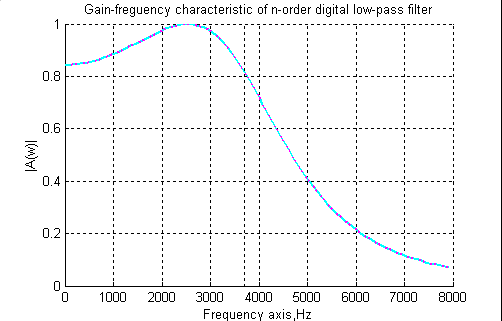 Gain-freguency characteristic of n-order digital low-pass filter
1
0.8
0.6
0.4
0.2
0
|A(w)|
0 1000 2000 3000 4000 5000 6000 7000 8000
Frequency axis,Hz